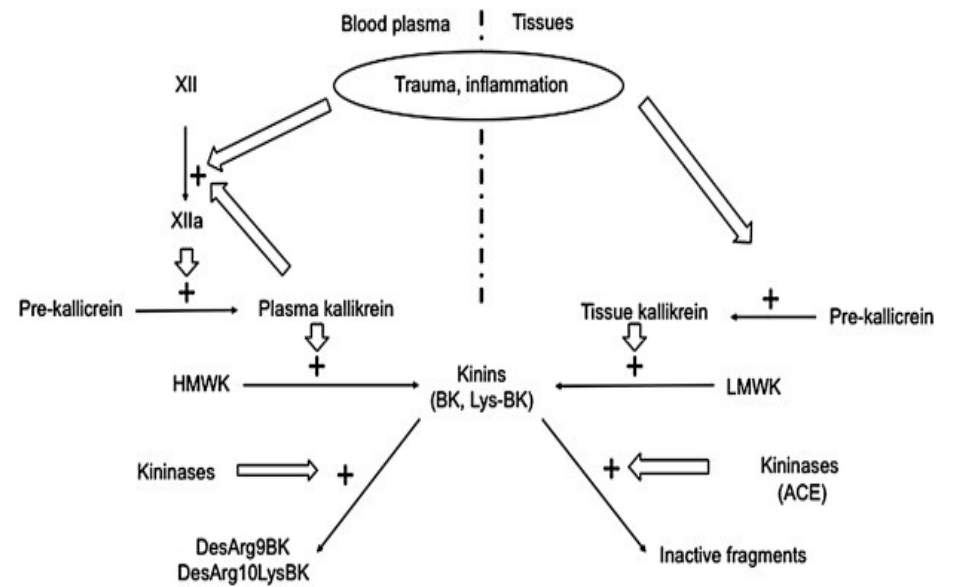 Blood plasma Tissues
XII
Trauma, inflammation
+
XIIa
+
Pre-kallicrein
Plasma kallikrein
Tissue kallikrein
+
Pre-kallicrein
+
+
HMWK
Kinins
(BK, Lys-BK)
LMWK
Kininases
+
+
Kininases
(ACE)
DesArg9BK
DesArg10LysBK
Inactive fragments